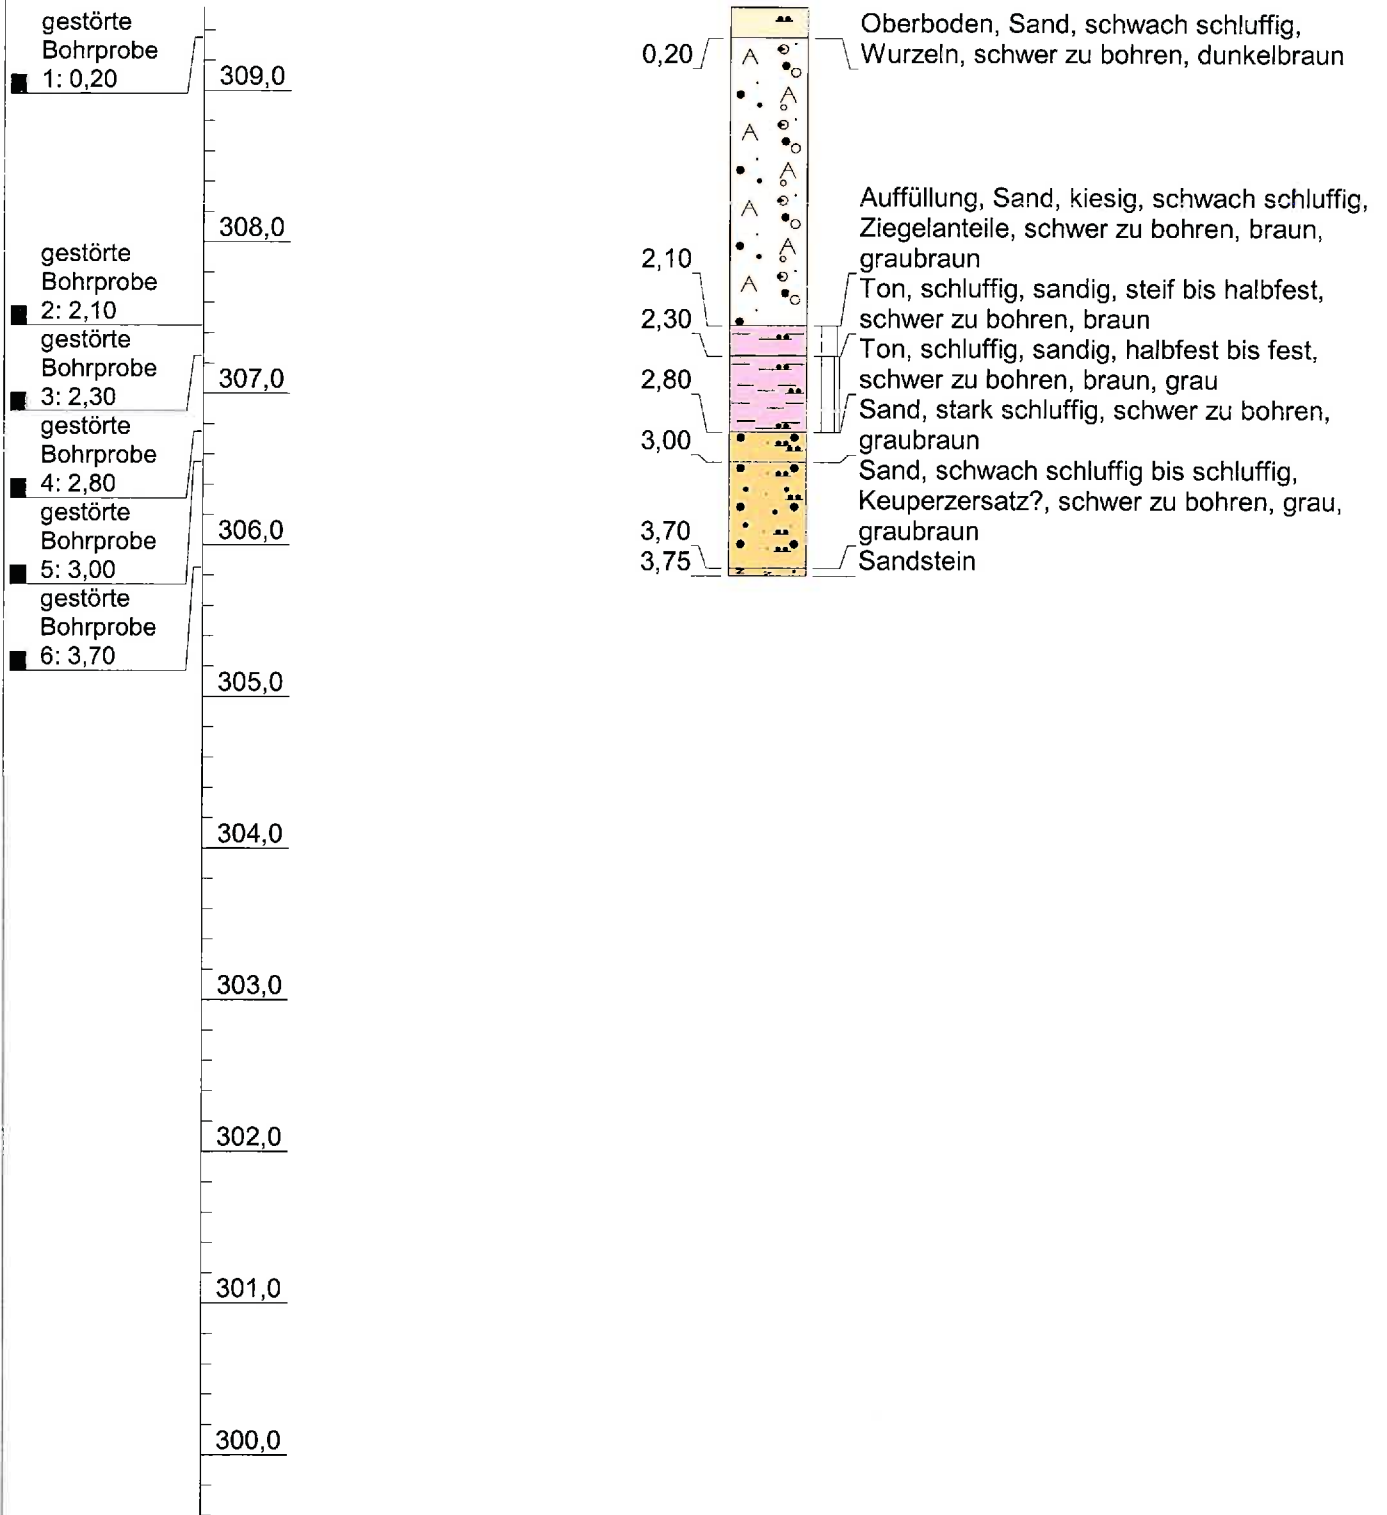 gestörte
Bohrprobe
1: 0,20
gestörte
Bohrprobe
2: 2,10
gestörte
Bohrprobe
3: 2,30
gestörte
Bohrprobe
4: 2,80
gestörte
Bohrprobe
5: 3,00
gestörte
Bohrprobe
6: 3,70
309,0
308,0
307,0
306,0
305,0
304,0
303,0
302,0
301,0
300,0
0,20
2,10
2,30
2,80
3,00
3,70
3,75
Oberboden, Sand, schwach schluffig,
Wurzeln, schwer zu bohren, dunkelbraun
Auffüllung, Sand, kiesig, schwach schluffig,
Ziegelanteile, schwer zu bohren, braun,
graubraun
Ton, schluffig, sandig, steif bis halbfest,
schwer zu bohren, braun
Ton, schluffig, sandig, halbfest bis fest,
schwer zu bohren, braun, grau
Sand, stark schluffig, schwer zu bohren,
graubraun
Sand, schwach schluffig bis schluffig,
Keuperzersatz?, schwer zu bohren, grau,
graubraun
Sandstein